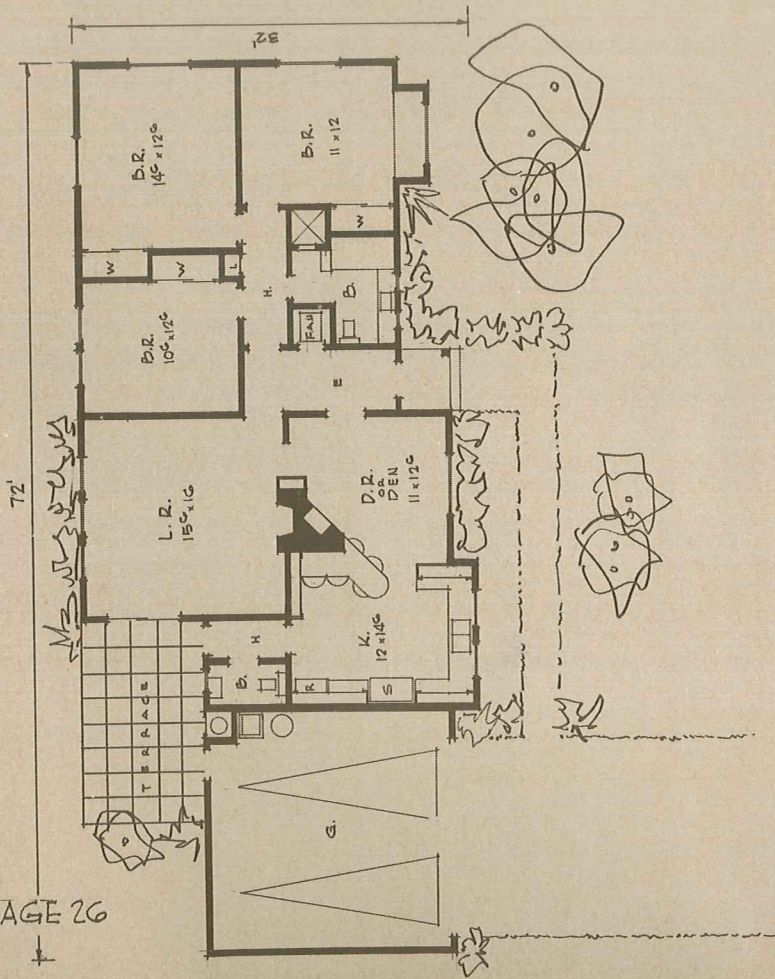 32'
72'
B.R.
14⁶ x 12⁶
B.R.
11 x 12
W
W
L
W
H.
B.
B.R.
10⁶ x 12⁶
FAU
E
L.R.
15⁶ x 16
D.R.
OR
DEN
11 x 12⁶
K.
12 x 14⁶
H
B.
R
S
TERRACE
G.
AGE 26